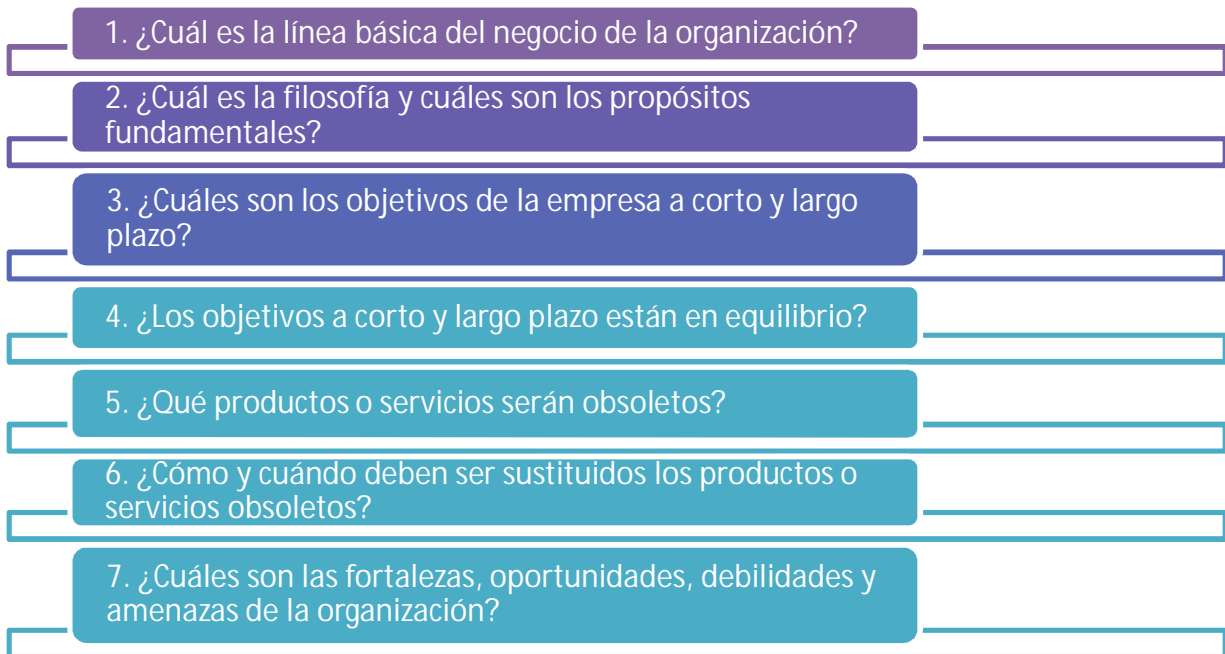 1. ¿Cuál es la línea básica del negocio de la organización?
2. ¿Cuál es la filosofía y cuáles son los propósitos
fundamentales?
3. ¿Cuáles son los objetivos de la empresa a corto y largo
plazo?
4. ¿Los objetivos a corto y largo plazo están en equilibrio?
5. ¿Qué productos o servicios serán obsoletos?
6. ¿Cómo y cuándo deben ser sustituidos los productos o
servicios obsoletos?
7. ¿Cuáles son las fortalezas, oportunidades, debilidades y
amenazas de la organización?